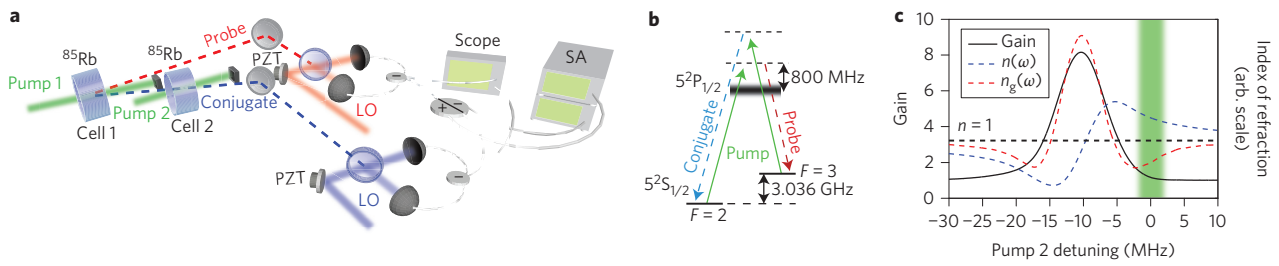 a
85Rb
85Rb
Probe
PZT
Scope
SA
Pump 1
Pump 2
Conjugate
Cell 1
Cell 2
LO
PZT
LO
b
5²P1/2
800 MHz
Conjugate
Pump
Probe
5²S1/2
F = 3
3.036 GHz
F = 2
c
Gain
n(ω)
ng(ω)
n = 1
10
8
6
4
2
0
Gain
Index of refraction
(arb. scale)
−30 −25 −20 −15 −10 −5 0 5 10
Pump 2 detuning (MHz)